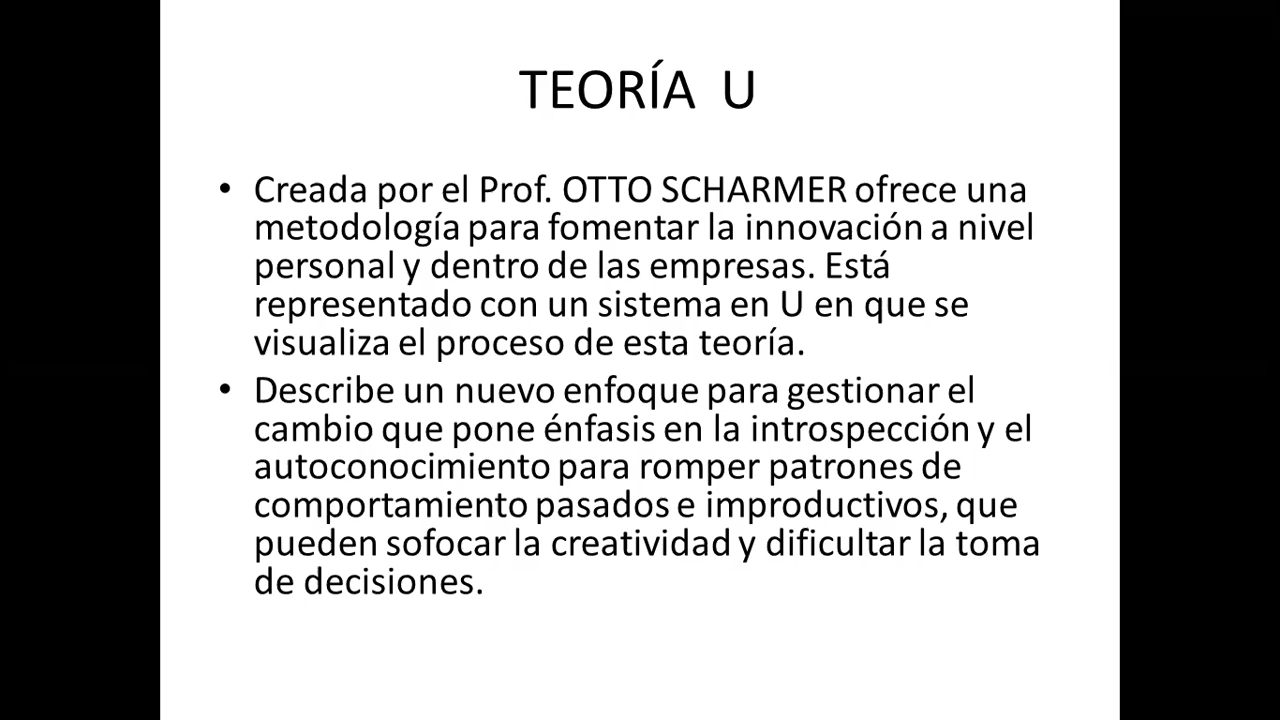 TEORÍA U
• Creada por el Prof. OTTO SCHARMER ofrece una
metodología para fomentar la innovación a nivel
personal y dentro de las empresas. Está
representado con un sistema en U en que se
visualiza el proceso de esta teoría.
• Describe un nuevo enfoque para gestionar el
cambio que pone énfasis en la introspección y el
autoconocimiento para romper patrones de
comportamiento pasados e improductivos, que
pueden sofocar la creatividad y dificultar la toma
de decisiones.